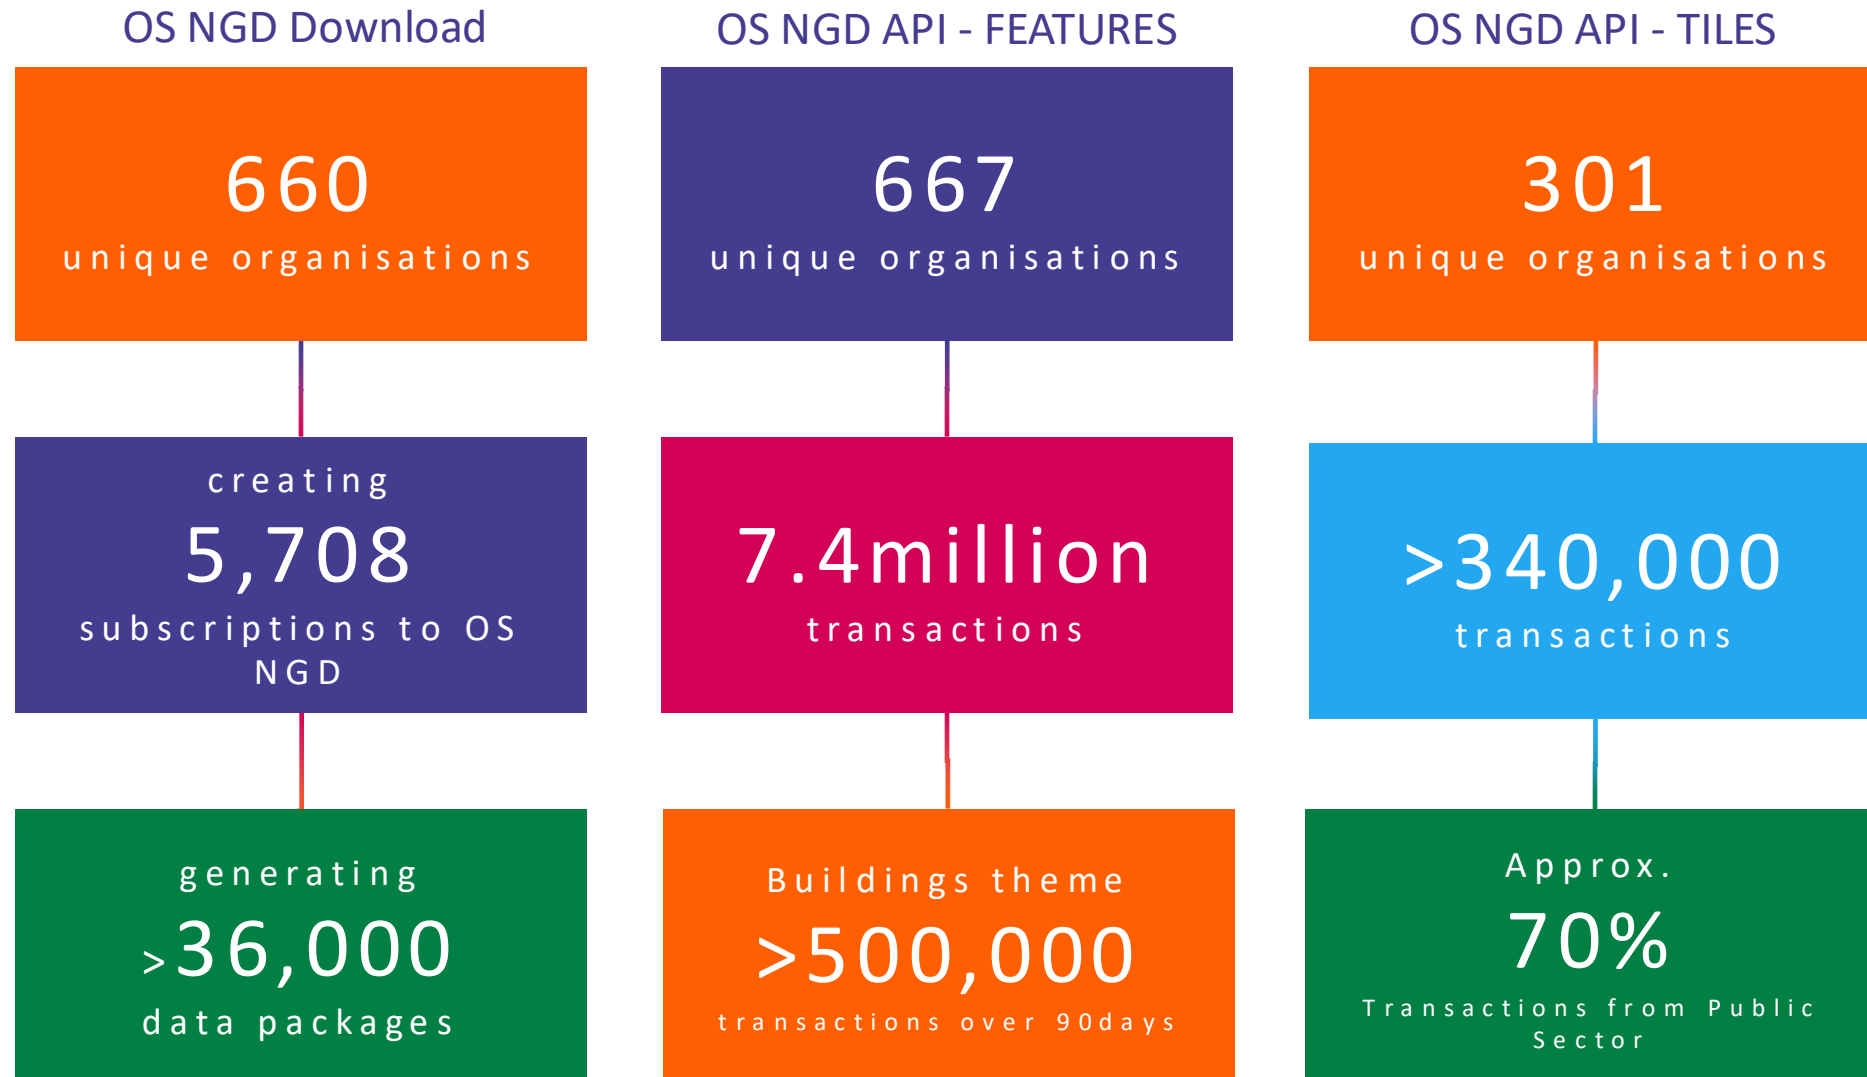 OS NGD Download
660
unique organisations
creating
5,708
subscriptions to OS
NGD
generating
>36,000
data packages
OS NGD API - FEATURES
667
unique organisations
7.4million
transactions
Buildings theme
>500,000
transactions over 90days
OS NGD API - TILES
301
unique organisations
>340,000
transactions
Approx.
70%
Transactions from Public
Sector